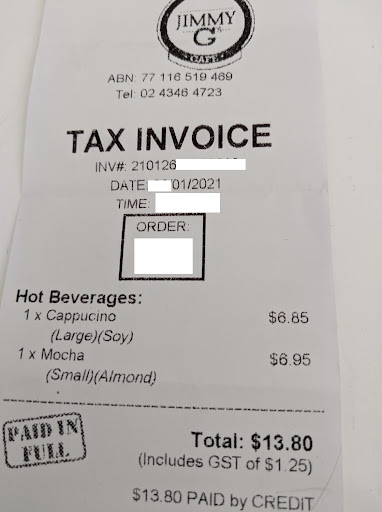 JIMMY
G's
CAFE
ABN: 77 116 519 469
Tel: 02 4346 4723
TAX INVOICE
INV#: 210126
DATE: /01/2021
TIME:
ORDER:
Hot Beverages:
1 x Cappucino $6.85
(Large)(Soy)
1 x Mocha $6.95
(Small)(Almond)
PAID IN
FULL
Total: $13.80
(Includes GST of $1.25)
$13.80 PAID by CREDIT